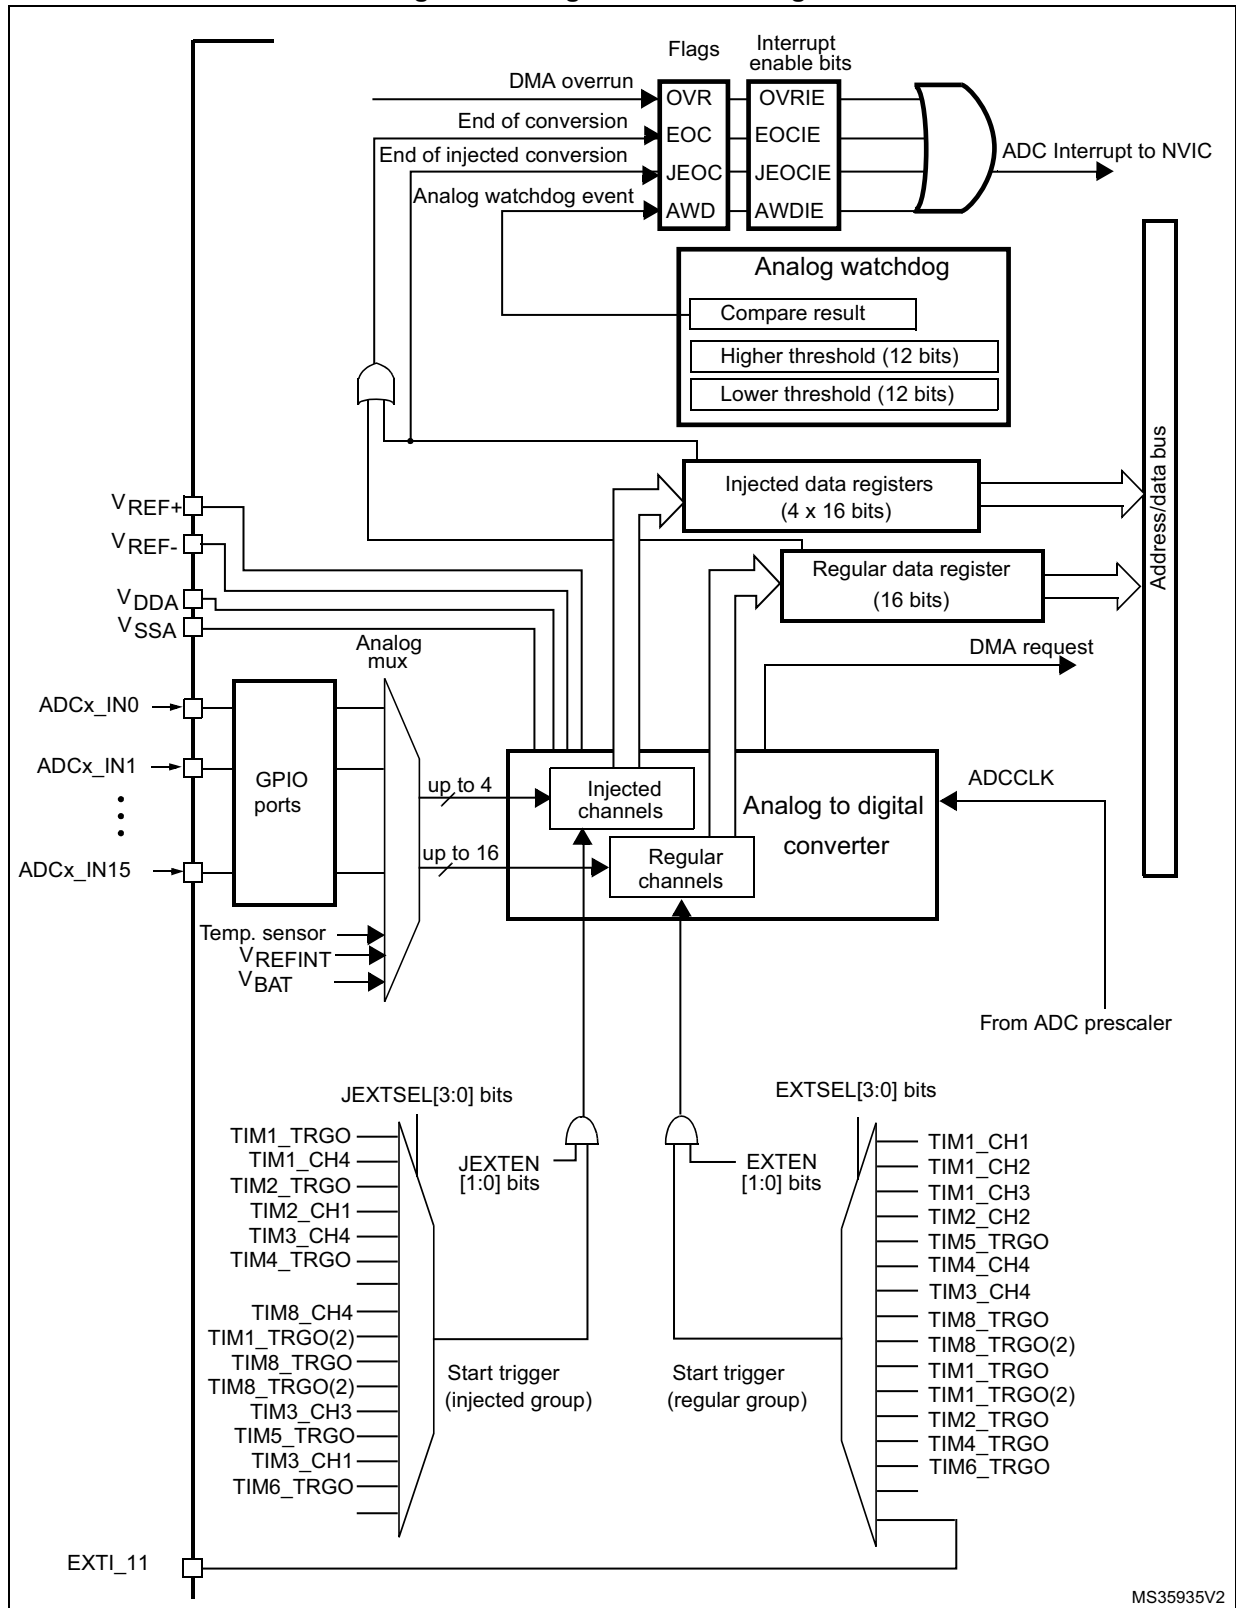 Flags
Interrupt
enable bits
DMA overrun
OVR
OVRIE
End of conversion
EOC
EOCIE
End of injected conversion
JEOC
JEOCIE
ADC Interrupt to NVIC
Analog watchdog event
AWD
AWDIE
Analog watchdog
Compare result
Higher threshold (12 bits)
Lower threshold (12 bits)
Address/data bus
Injected data registers
(4 x 16 bits)
VREF+
VREF-
Regular data register
(16 bits)
VDDA
VSSA
Analog
mux
DMA request
ADCx_IN0
ADCx_IN1
ADCx_IN15
GPIO
ports
up to 4
up to 16
Injected
channels
Regular
channels
Analog to digital
converter
ADCCLK
Temp. sensor
VREFINT
VBAT
From ADC prescaler
JEXTSEL[3:0] bits
EXTSEL[3:0] bits
TIM1_TRGO
TIM1_CH4
TIM2_TRGO
TIM2_CH1
TIM3_CH4
TIM4_TRGO
TIM8_CH4
TIM1_TRGO(2)
TIM8_TRGO
TIM8_TRGO(2)
TIM3_CH3
TIM5_TRGO
TIM3_CH1
TIM6_TRGO
JEXTEN
[1:0] bits
EXTEN
[1:0] bits
Start trigger
(injected group)
Start trigger
(regular group)
TIM1_CH1
TIM1_CH2
TIM1_CH3
TIM2_CH2
TIM5_TRGO
TIM4_CH4
TIM3_CH4
TIM8_TRGO
TIM8_TRGO(2)
TIM1_TRGO
TIM1_TRGO(2)
TIM2_TRGO
TIM4_TRGO
TIM6_TRGO
EXTI_11
MS35935V2